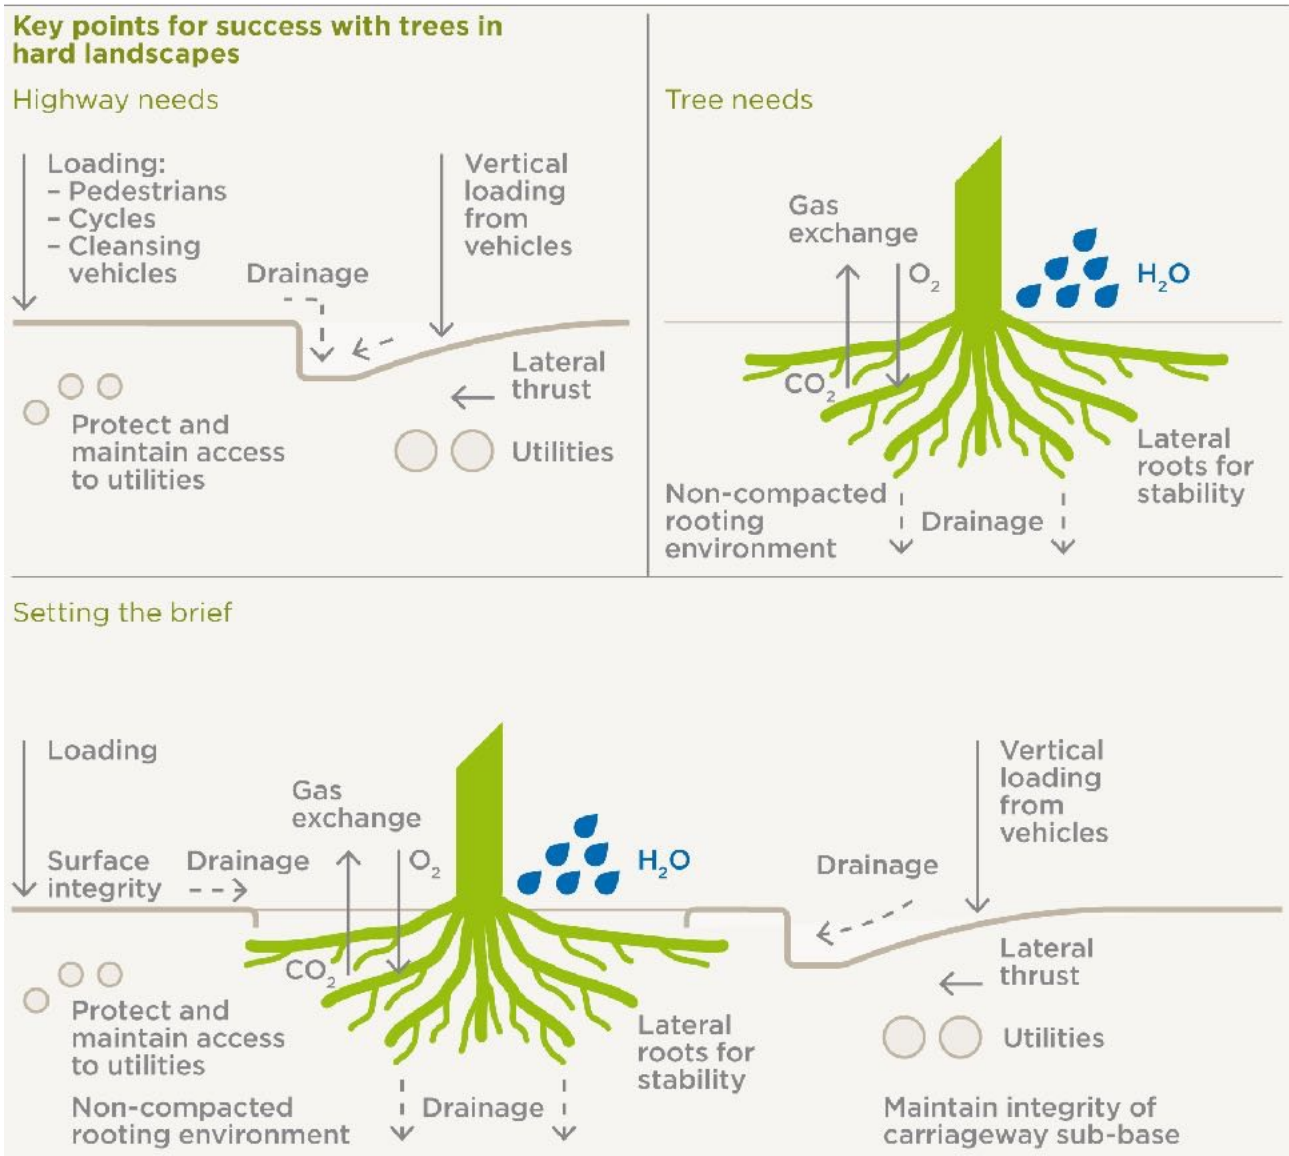 Key points for success with trees in
hard landscapes
Highway needs
Loading:
– Pedestrians
– Cycles
– Cleansing
vehicles
Drainage
Vertical
loading
from
vehicles
Lateral
thrust
Protect and
maintain access
to utilities
Utilities
Tree needs
Gas
exchange
O₂
H₂O
CO₂
Lateral
roots for
stability
Non-compacted
rooting
environment
Drainage
Setting the brief
Loading
Surface
integrity
Drainage
Gas
exchange
O₂
H₂O
CO₂
Protect and
maintain access
to utilities
Non-compacted
rooting environment
Drainage
Lateral
roots for
stability
Drainage
Vertical
loading
from
vehicles
Lateral
thrust
Utilities
Maintain integrity of
carriageway sub-base